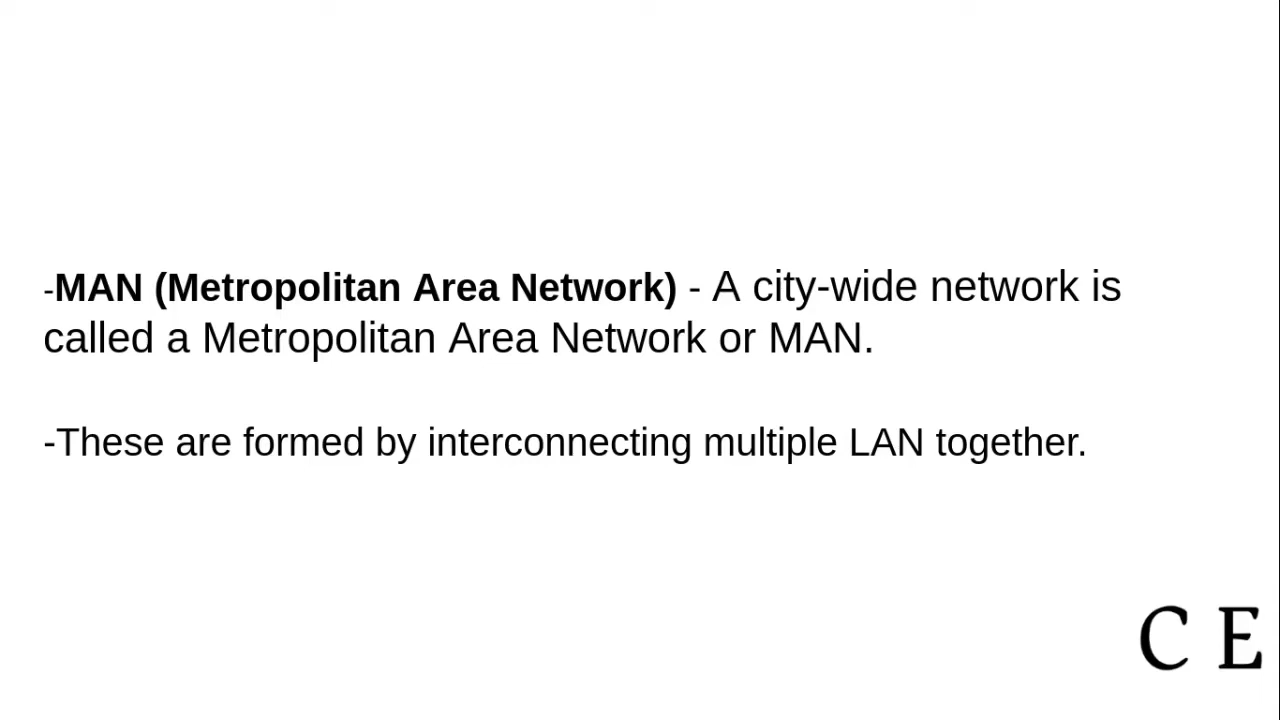 -MAN (Metropolitan Area Network) - A city-wide network is
called a Metropolitan Area Network or MAN.
-These are formed by interconnecting multiple LAN together.
C E